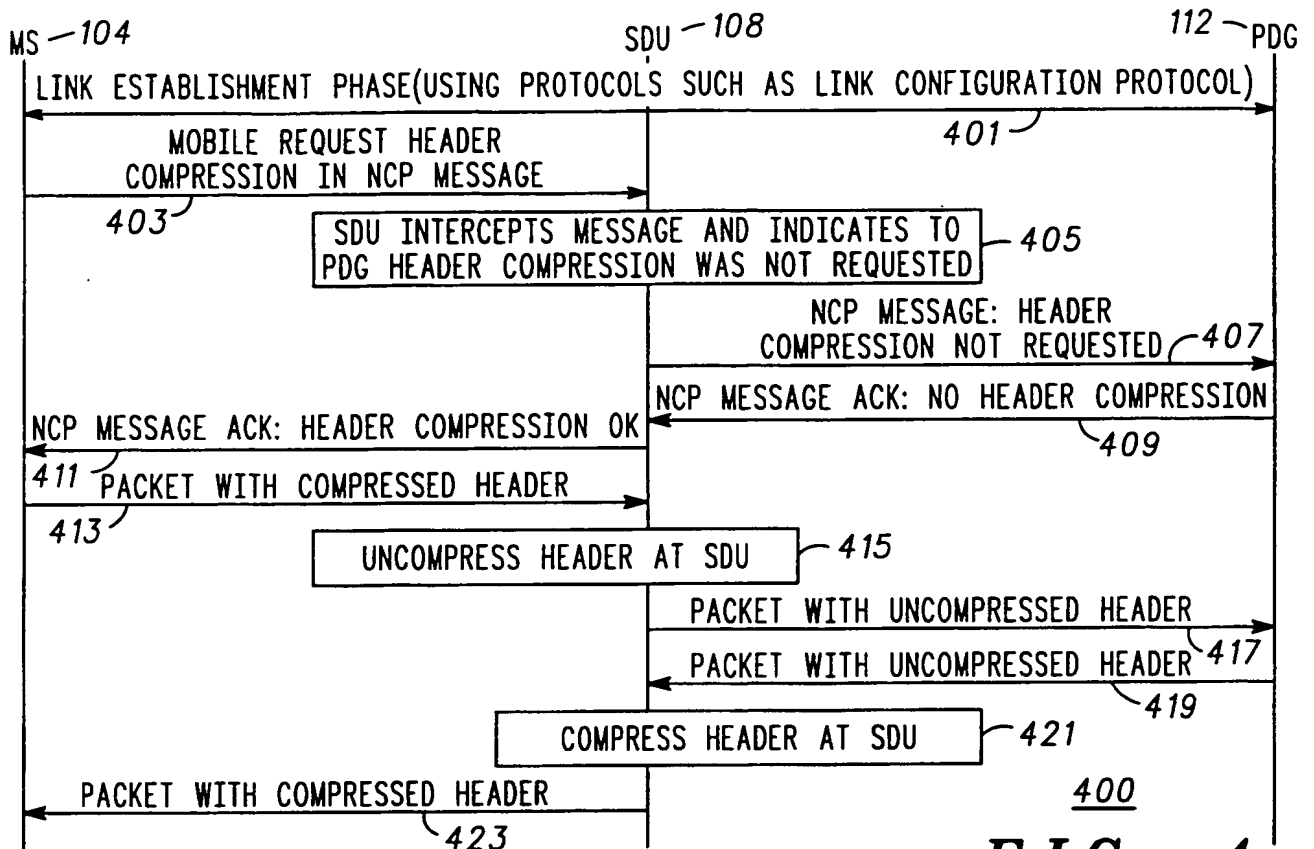 MS 104
SDU 108
112 PDG
LINK ESTABLISHMENT PHASE(USING PROTOCOLS SUCH AS LINK CONFIGURATION PROTOCOL)
401
MOBILE REQUEST HEADER
COMPRESSION IN NCP MESSAGE
403
SDU INTERCEPTS MESSAGE AND INDICATES TO
PDG HEADER COMPRESSION WAS NOT REQUESTED
405
NCP MESSAGE: HEADER
COMPRESSION NOT REQUESTED
407
NCP MESSAGE ACK: NO HEADER COMPRESSION
409
NCP MESSAGE ACK: HEADER COMPRESSION OK
411
PACKET WITH COMPRESSED HEADER
413
UNCOMPRESS HEADER AT SDU
415
PACKET WITH UNCOMPRESSED HEADER
417
PACKET WITH UNCOMPRESSED HEADER
419
COMPRESS HEADER AT SDU
421
PACKET WITH COMPRESSED HEADER
423
400